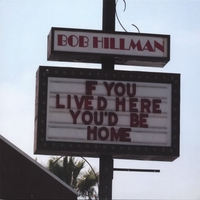 BOB HILLMAN
IF YOU
LIVED HERE
YOU'D BE
HOME